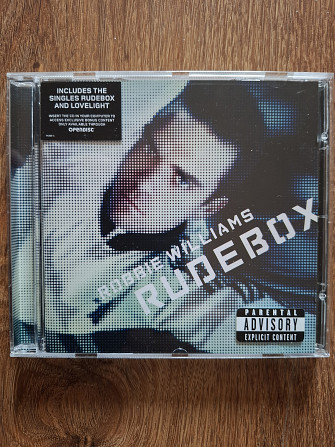 INCLUDES THE
SINGLES RUDEBOX
AND LOVELIGHT
INSERT THE CD IN YOUR COMPUTER TO
ACCESS EXCLUSIVE BONUS CONTENT
ONLY AVAILABLE THROUGH
OPENDISC
ROBBIE WILLIAMS
RUDEBOX
PARENTAL
ADVISORY
EXPLICIT CONTENT